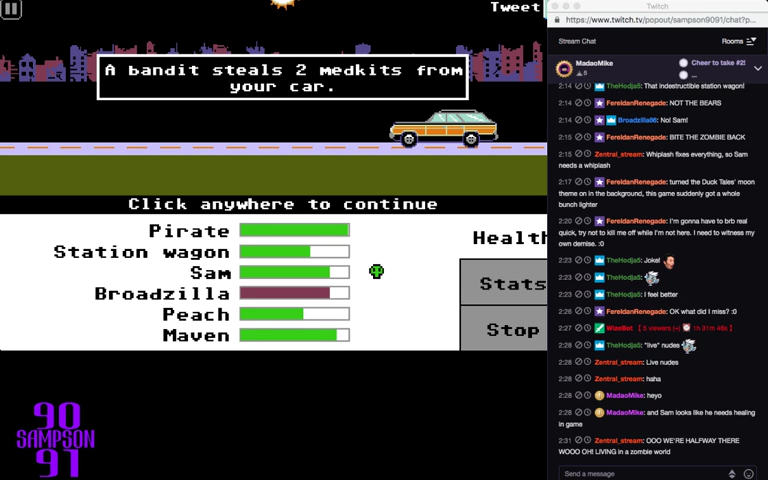 Tweet
A bandit steals 2 medkits from
your car.
Click anywhere to continue
Pirate
Station wagon
Sam
Broadzilla
Peach
Maven
Health
Stats
Stop
90
SAMPSON
91
Twitch
https://www.twitch.tv/popout/sampson9091/chat?p...
Stream Chat
Rooms
MadaoMike
Cheer to take #2!
...
2:14 TheHodja5: That indestructible station wagon!
2:14 FereldanRenegade: NOT THE BEARS
2:14 Broadzilla86: No! Sam!
2:15 FereldanRenegade: BITE THE ZOMBIE BACK
2:15 Zentral_stream: Whiplash fixes everything, so Sam
needs a whiplash
2:17 FereldanRenegade: turned the Duck Tales' moon
theme on in the background, this game suddenly got a whole
bunch lighter
2:20 FereldanRenegade: I'm gonna have to brb real
quick, try not to kill me off while I'm not here. I need to witness my
own demise. :0
2:23 TheHodja5: Joke!
2:23 TheHodja5:
2:23 TheHodja5: I feel better
2:26 FereldanRenegade: OK what did I miss? :0
2:27 WizeBot
2:28 TheHodja5: "live" nudes
2:28 Zentral_stream: Live nudes
2:28 Zentral_stream: haha
2:28 MadaoMike: heyo
2:28 MadaoMike: and Sam looks like he needs healing
in game
2:31 Zentral_stream: OOO WE'RE HALFWAY THERE
WOOO OH! LIVING in a zombie world
Send a message